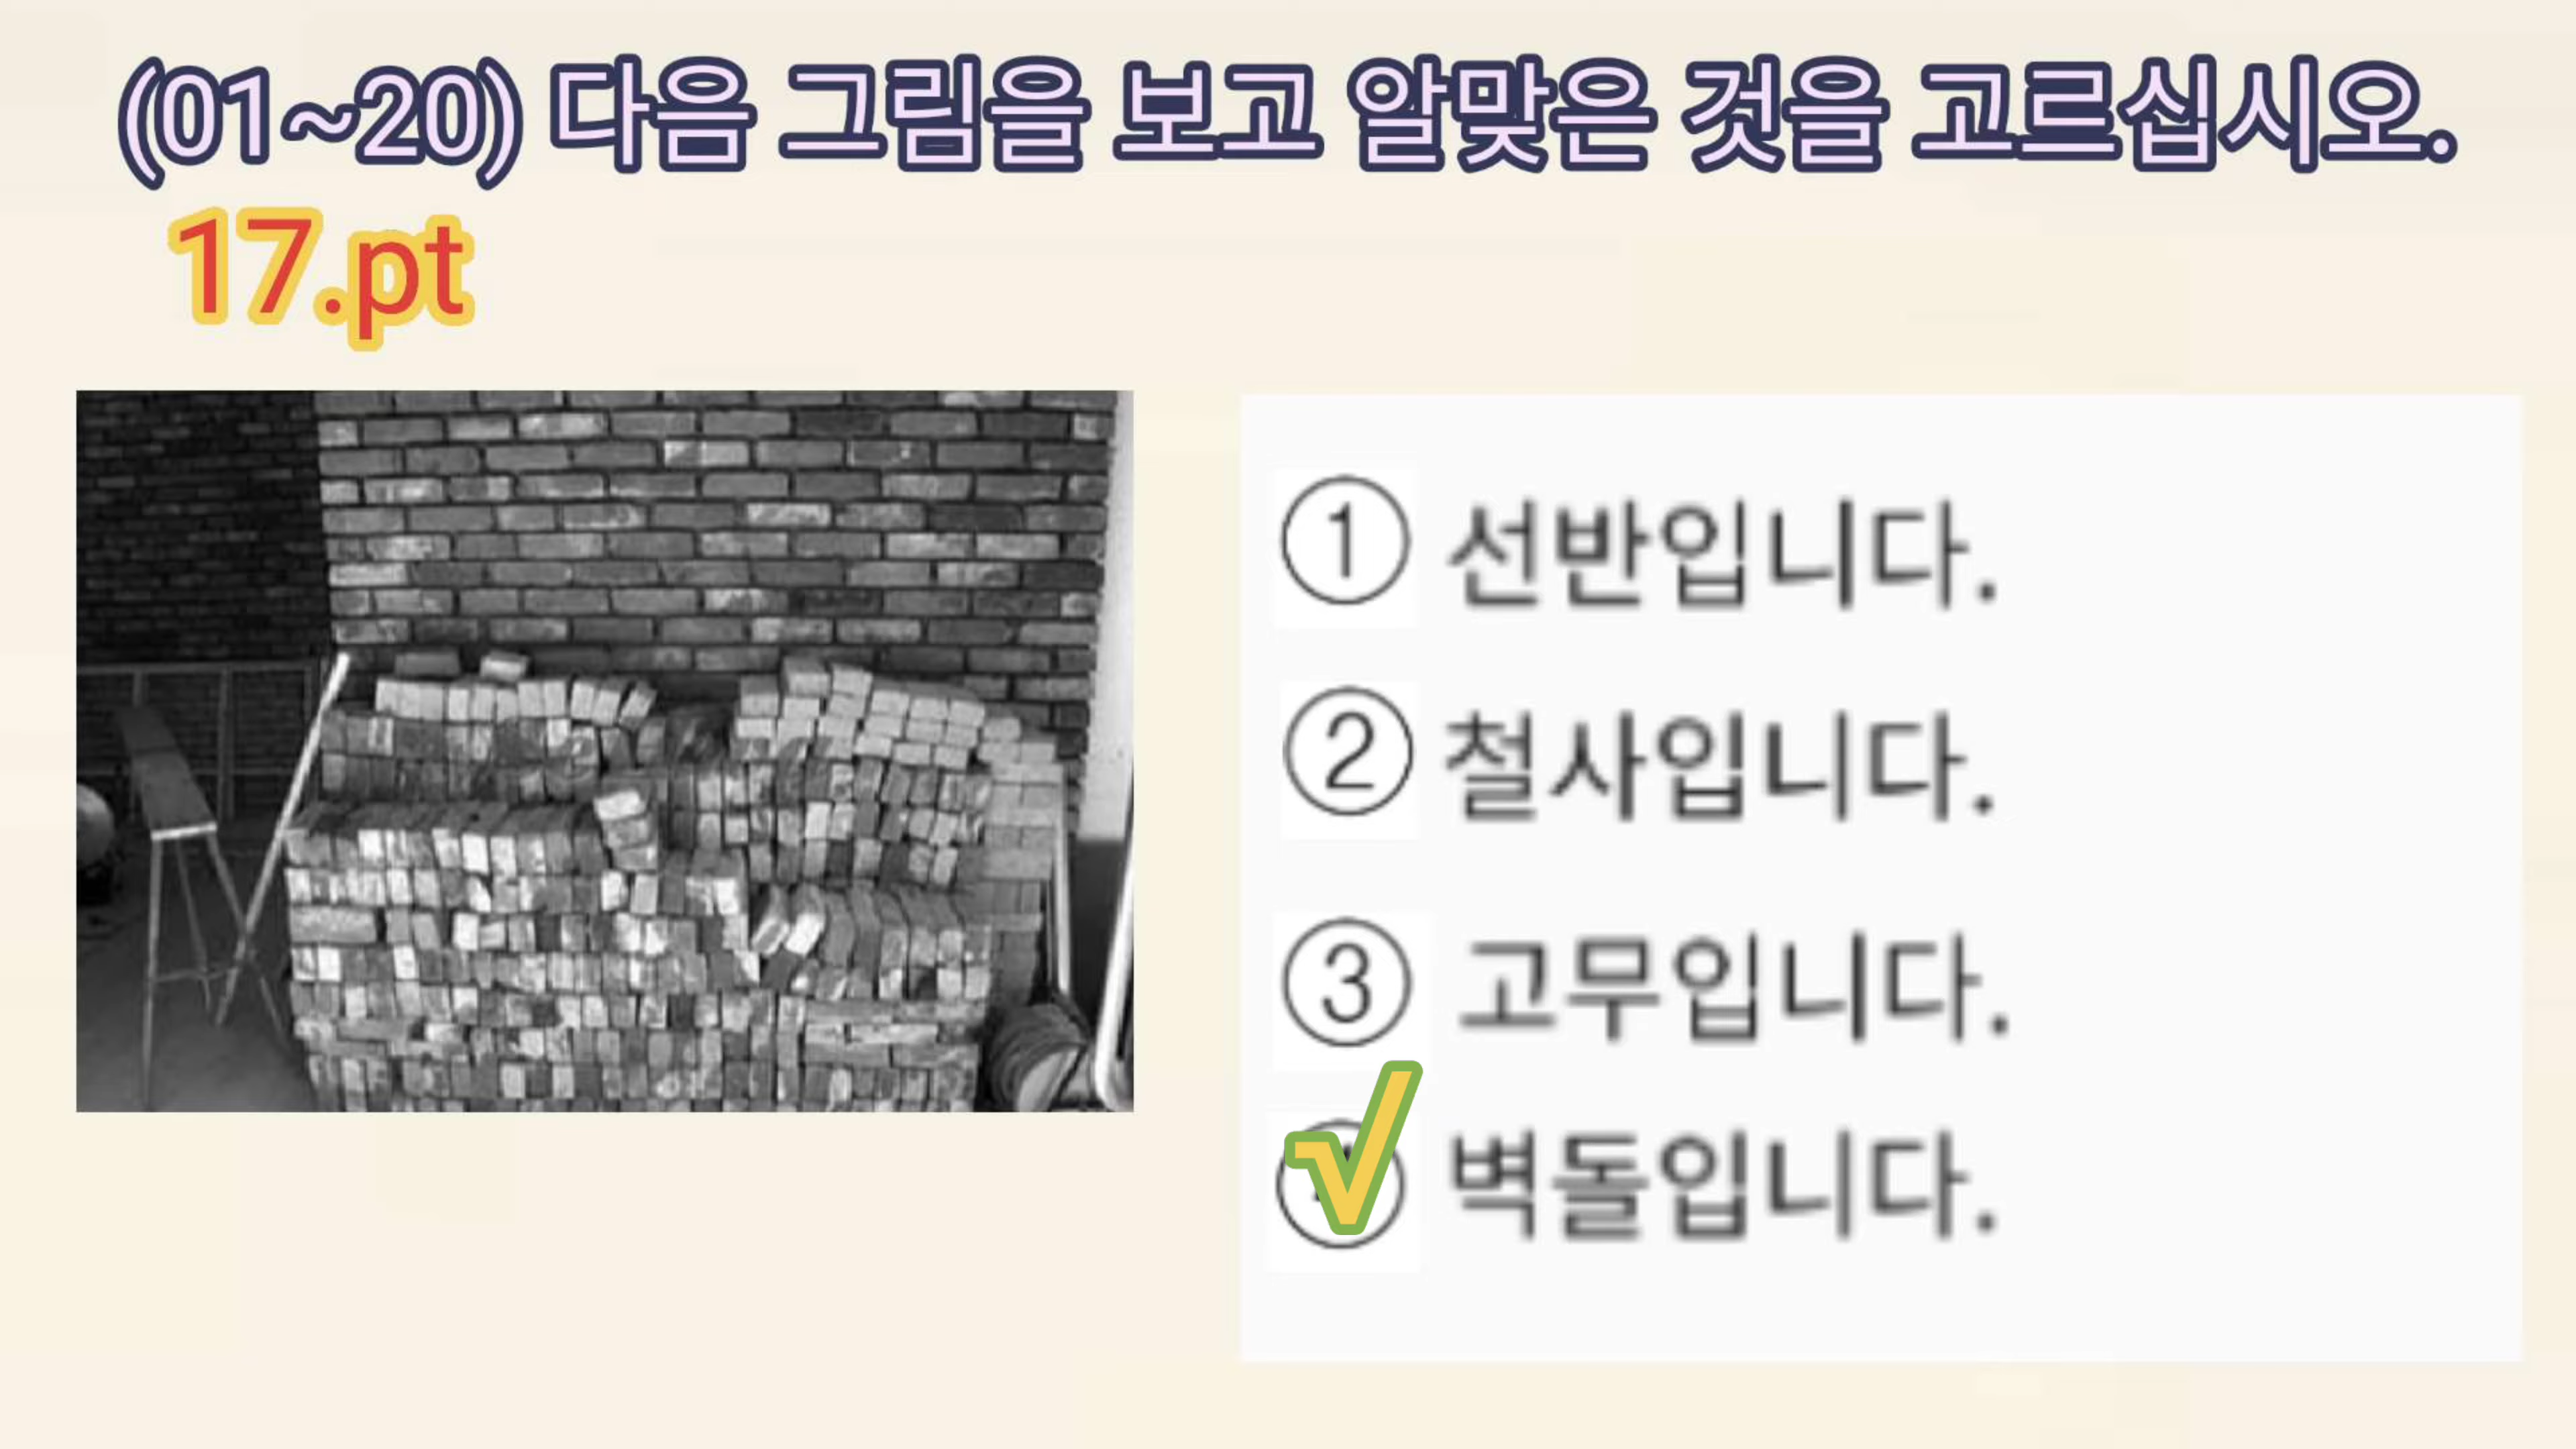 (01~20) 다음 그림을 보고 알맞은 것을 고르십시오.
17.pt
① 선반입니다.
② 철사입니다.
③ 고무입니다.
벽돌입니다.